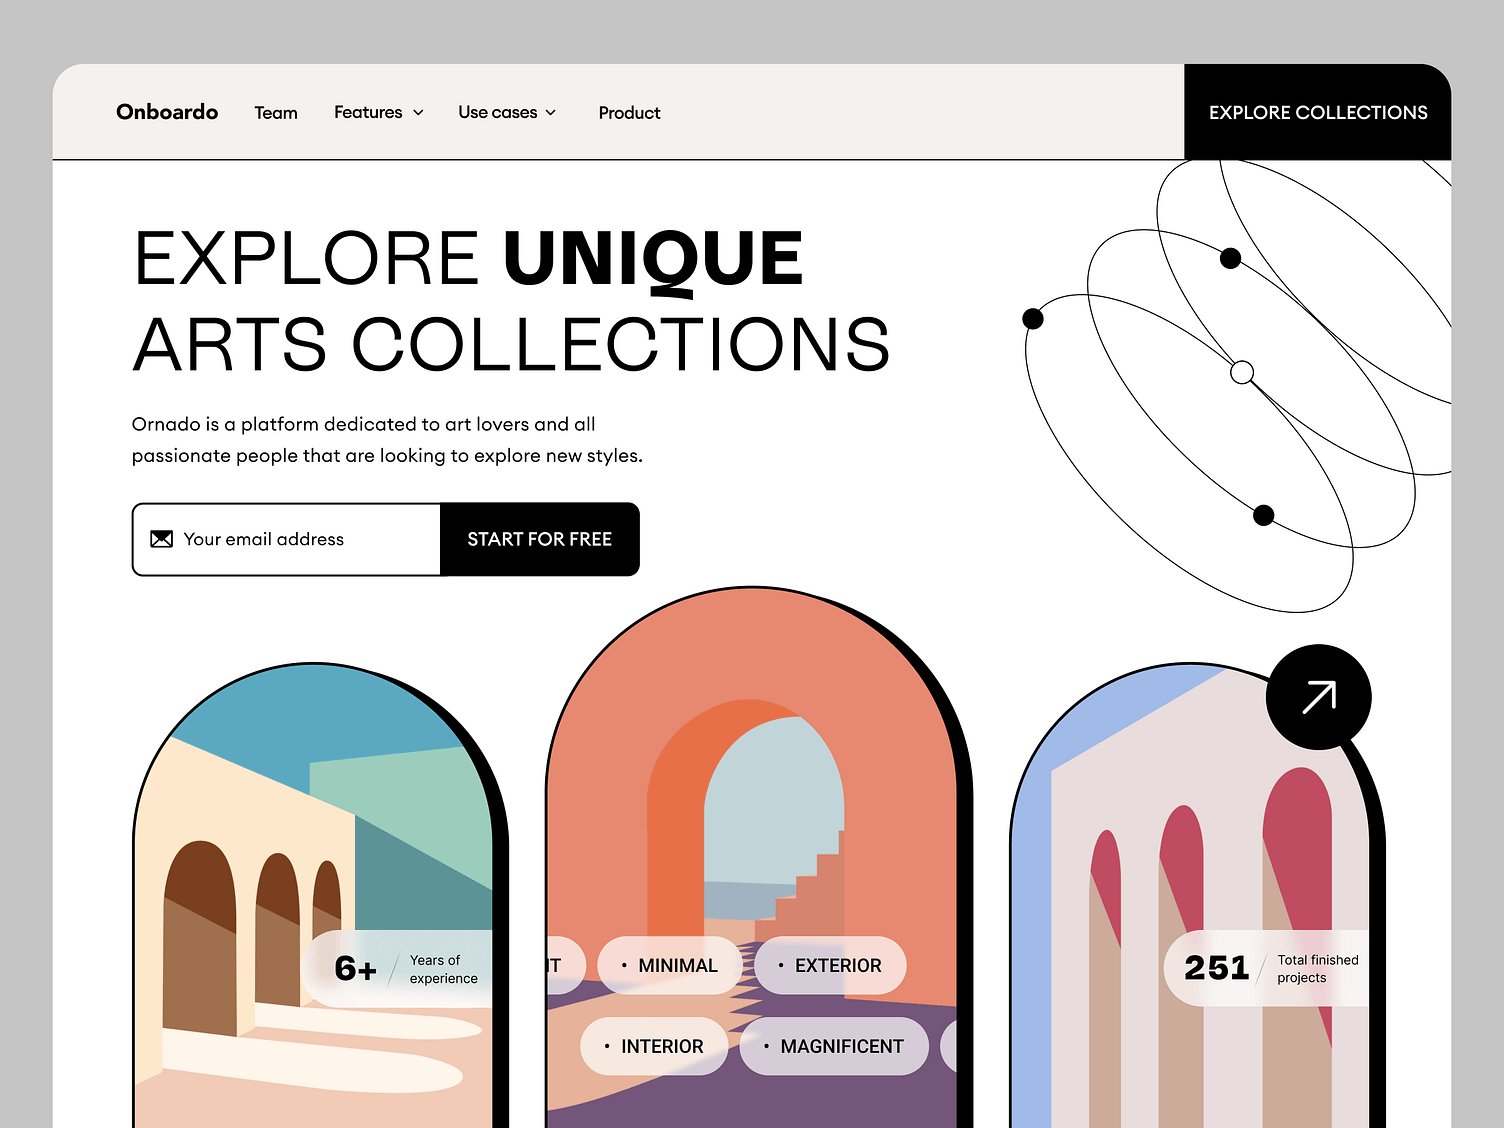 Onboardo Team Features Use cases Product EXPLORE COLLECTIONS
EXPLORE UNIQUE
ARTS COLLECTIONS
Ornado is a platform dedicated to art lovers and all
passionate people that are looking to explore new styles.
Your email address START FOR FREE
6+ Years of
experience
• MINIMAL • EXTERIOR
• INTERIOR • MAGNIFICENT
251 Total finished
projects